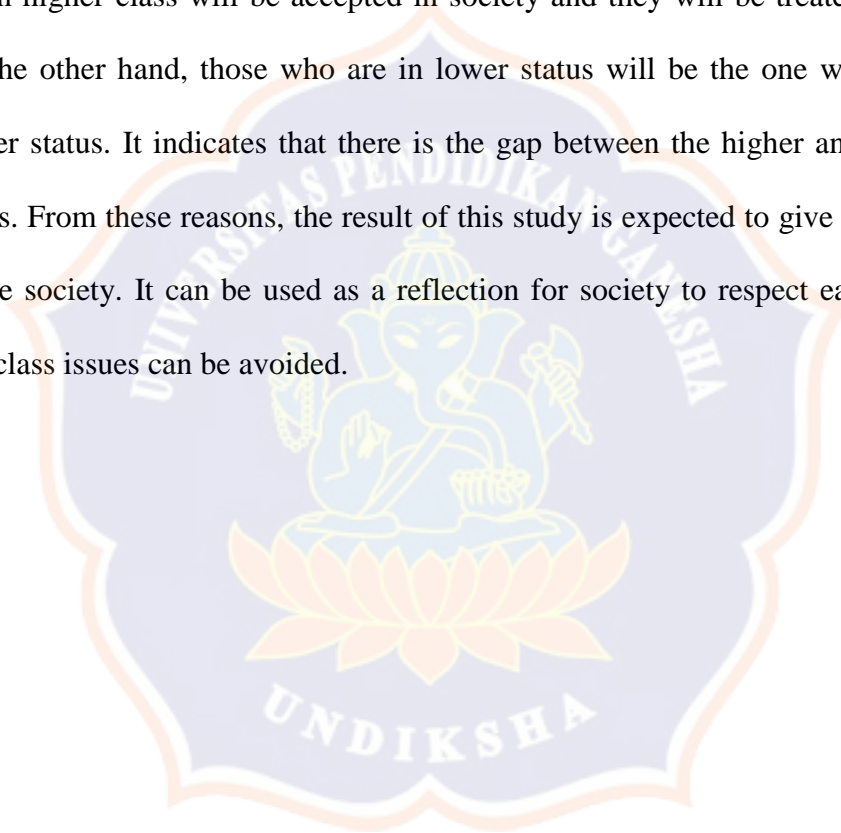 higher class will be accepted in society and they will be treate
he other hand, those who are in lower status will be the one w
er status. It indicates that there is the gap between the higher an
s. From these reasons, the result of this study is expected to give
e society. It can be used as a reflection for society to respect ea
class issues can be avoided.
UNIVERSITAS PENDIDIKAN GANESHA
UNDIKSHA